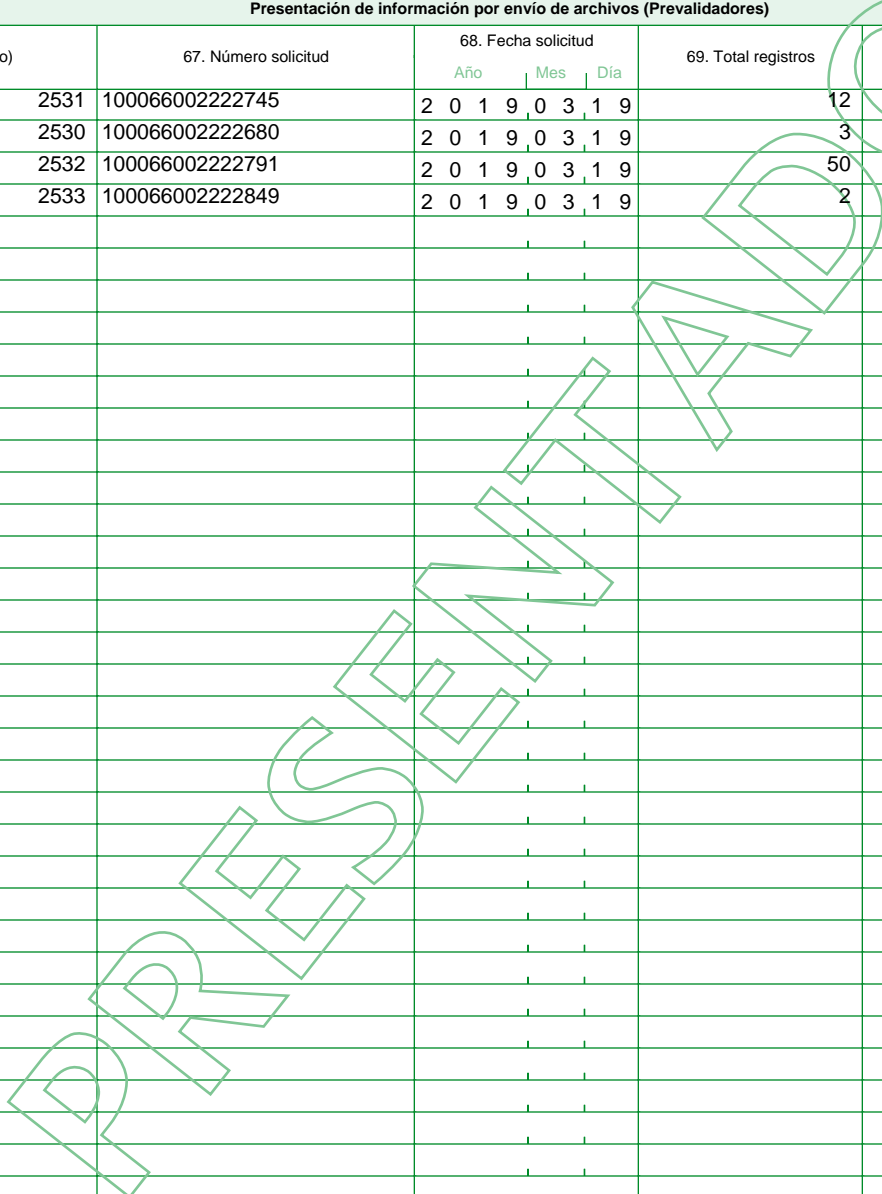 Presentación de información por envío de archivos (Prevalidadores)
o) 67. Número solicitud 68. Fecha solicitud 69. Total registros
Año Mes Día
2531 100066002222745 2 0 1 9 0 3 1 9 12
2530 100066002222680 2 0 1 9 0 3 1 9 3
2532 100066002222791 2 0 1 9 0 3 1 9 50
2533 100066002222849 2 0 1 9 0 3 1 9 2
PRESENTADO